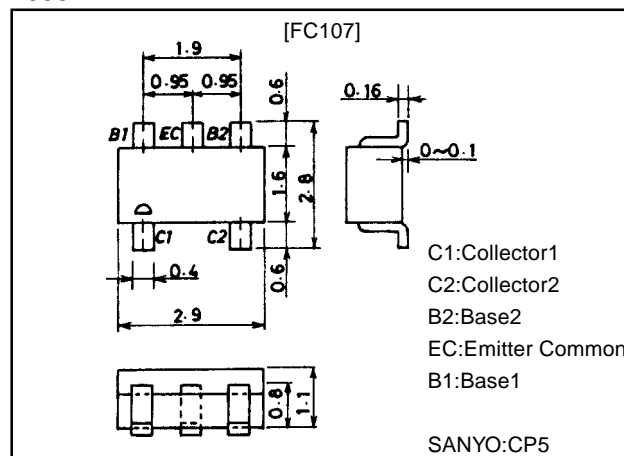 [FC107]
1.9
0.95 0.95
0.6
0.16
B1 EC B2
0~0.1
1.6
2.8
C1 C2
0.6
0.4
2.9
C1:Collector1
C2:Collector2
B2:Base2
EC:Emitter Common
B1:Base1
0.8
1.1
SANYO:CP5